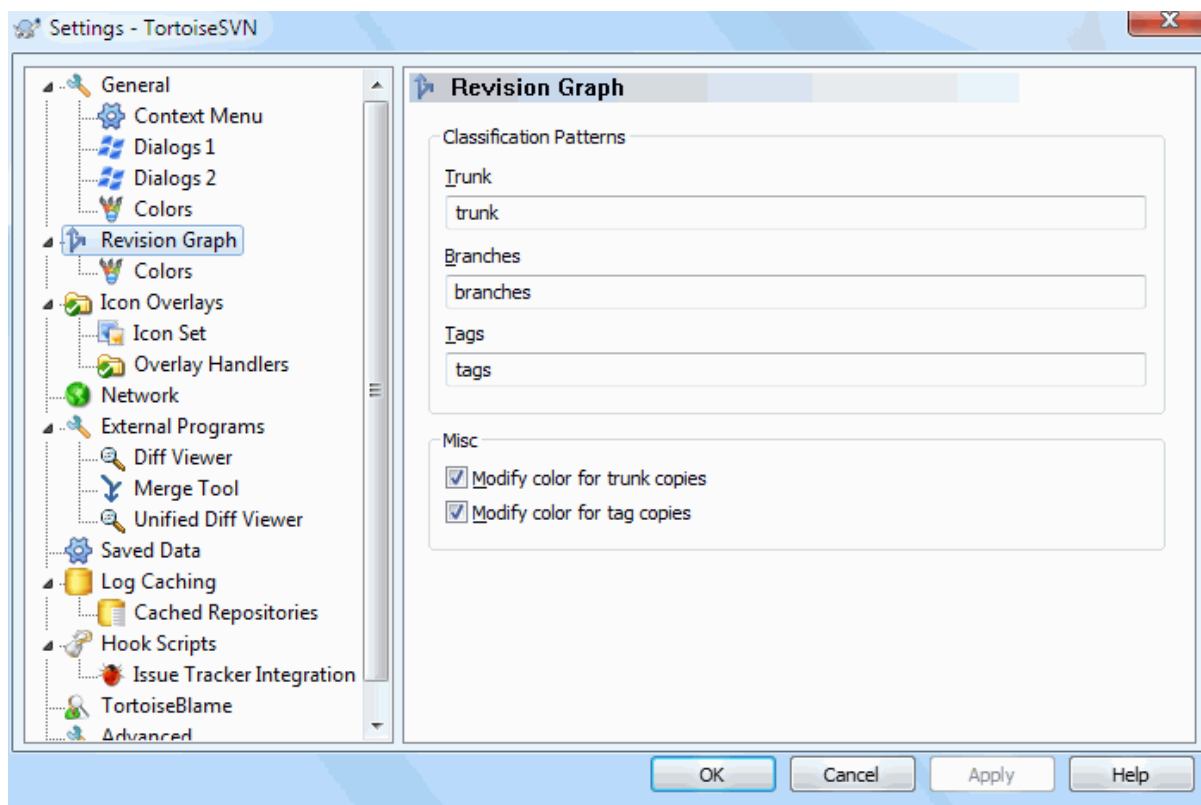 Settings - TortoiseSVN
General
Context Menu
Dialogs 1
Dialogs 2
Colors
Revision Graph
Colors
Icon Overlays
Icon Set
Overlay Handlers
Network
External Programs
Diff Viewer
Merge Tool
Unified Diff Viewer
Saved Data
Log Caching
Cached Repositories
Hook Scripts
Issue Tracker Integration
TortoiseBlame
Advanced
Revision Graph
Classification Patterns
Trunk
trunk
Branches
branches
Tags
tags
Misc
Modify color for trunk copies
Modify color for tag copies
OK
Cancel
Apply
Help